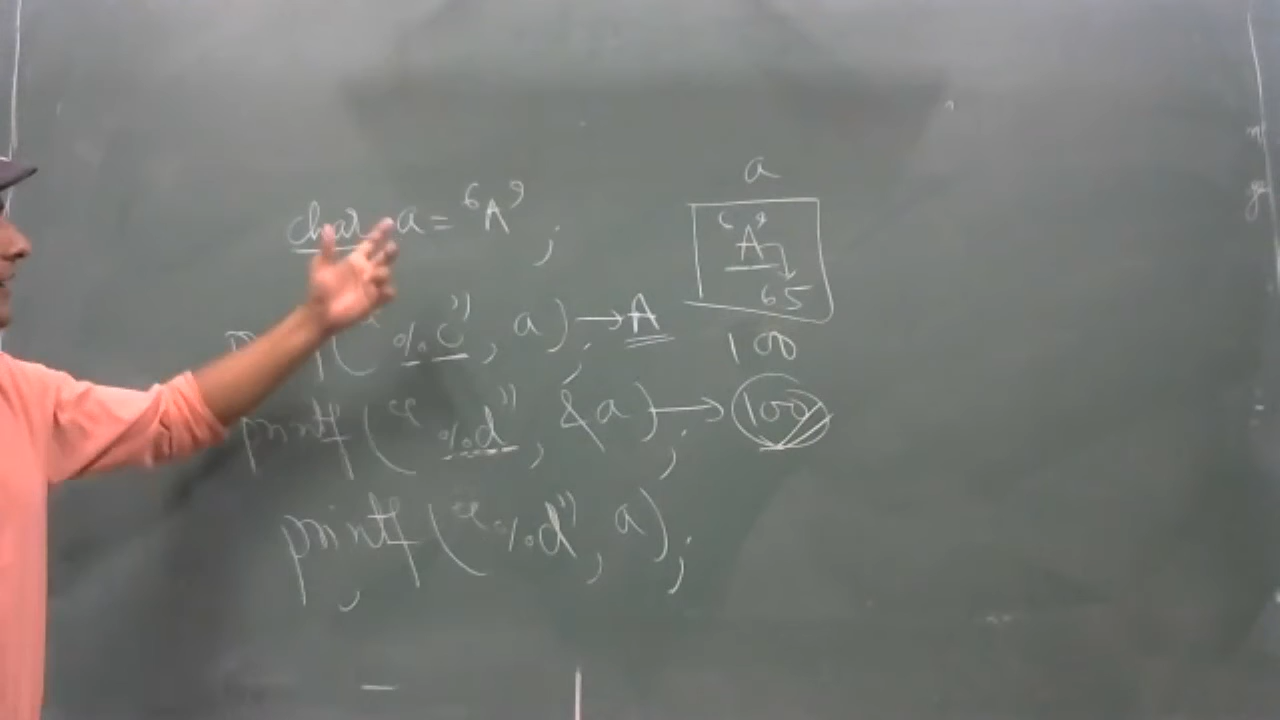 char a = 'A' ;
a
'A'
65
100
printf("%c", a); → A
printf("%d", &a); → 100
printf("%d", a);